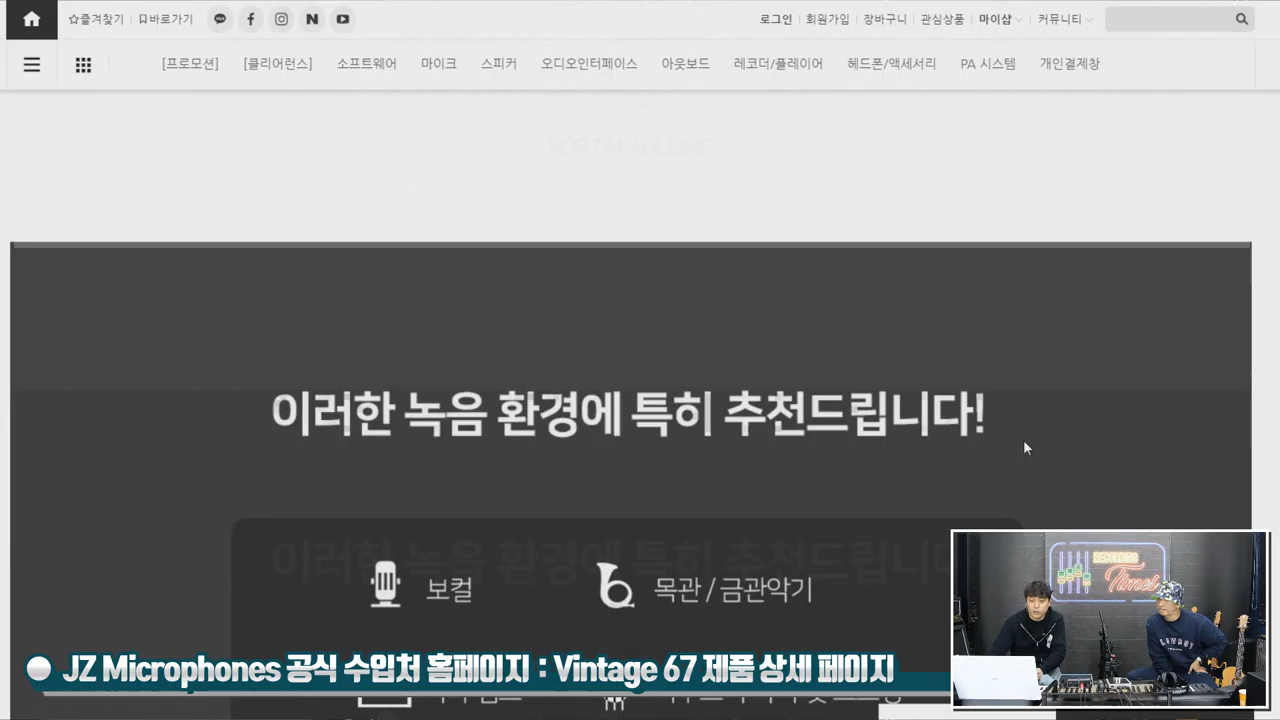 ☆즐겨찾기 바로가기 N 로그인 회원가입 장바구니 관심상품 마이샵 커뮤니티
[프로모션] [클리어런스] 소프트웨어 마이크 스피커 오디오인터페이스 아웃보드 레코더/플레이어 헤드폰/액세서리 PA 시스템 개인결제창
이러한 녹음 환경에 특히 추천드립니다!
보컬 목관 / 금관악기
Times
JZ Microphones 공식 수입처 홈페이지 : Vintage 67 제품 상세 페이지